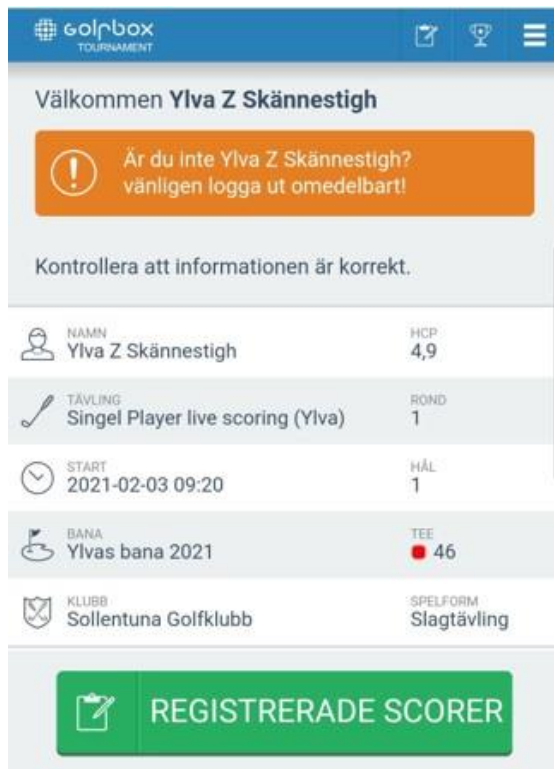 GOLFBOX
TOURNAMENT
Välkommen Ylva Z Skännestigh
Är du inte Ylva Z Skännestigh?
vänligen logga ut omedelbart!
Kontrollera att informationen är korrekt.
NAMN HCP
Ylva Z Skännestigh 4,9
TÄVLING ROND
Singel Player live scoring (Ylva) 1
START HÅL
2021-02-03 09:20 1
BANA TEE
Ylvas bana 2021 46
KLUBB SPELFORM
Sollentuna Golfklubb Slagtävling
REGISTRERADE SCORER